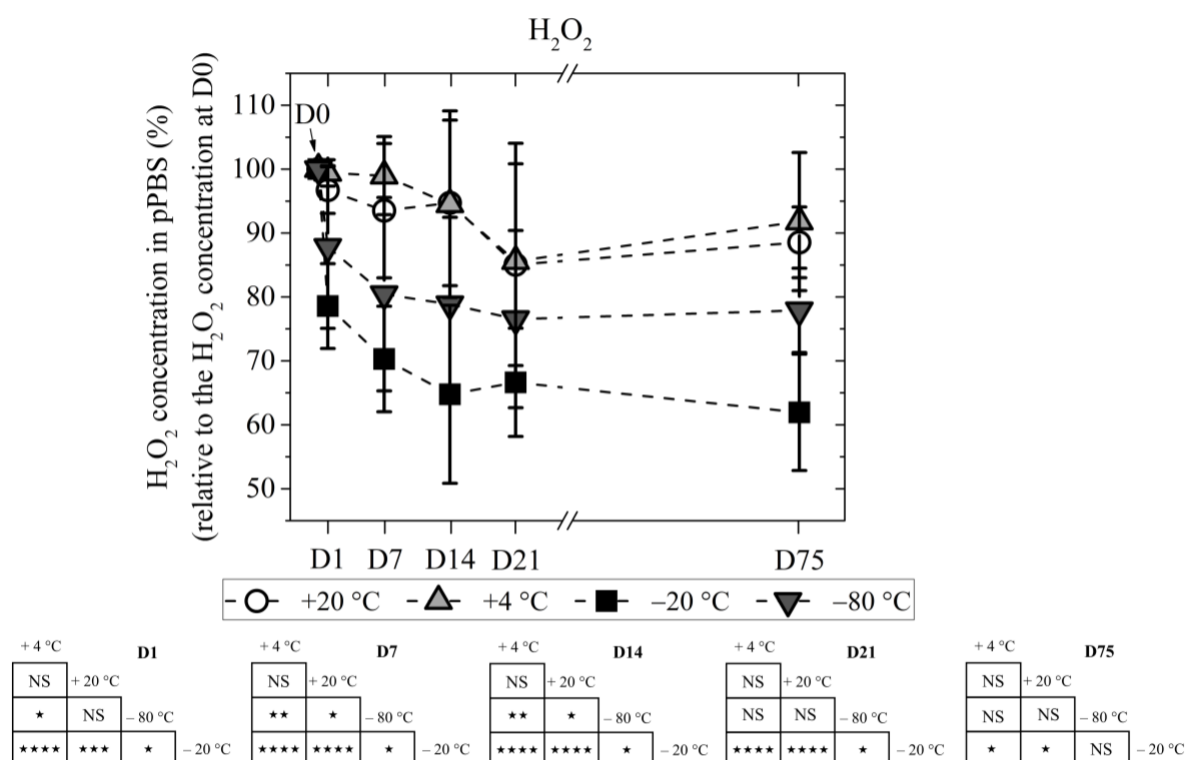 H₂O₂
H₂O₂ concentration in pPBS (%)
(relative to the H₂O₂ concentration at D0)
110
100
90
80
70
60
50
D0
D1 D7 D14 D21 D75
+20 °C +4 °C −20 °C −80 °C
+ 4 °C D1
NS + 20 °C
★ NS − 80 °C
★★★★ ★★★ ★ − 20 °C
+ 4 °C D7
NS + 20 °C
★★ ★ − 80 °C
★★★★ ★★★★ ★ − 20 °C
+ 4 °C D14
NS + 20 °C
★★ ★ − 80 °C
★★★★ ★★★★ ★ − 20 °C
+ 4 °C D21
NS + 20 °C
NS NS − 80 °C
★★★★ ★★★★ ★ − 20 °C
+ 4 °C D75
NS + 20 °C
NS NS − 80 °C
★ ★ NS − 20 °C